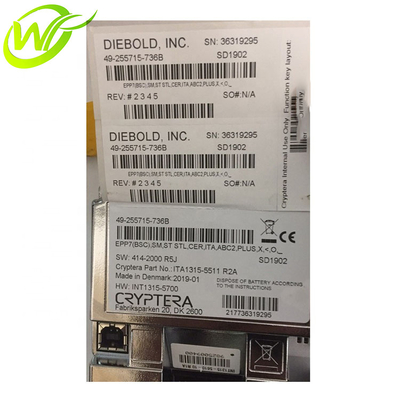 WF
DIEBOLD, INC. SN: 36319295
49-255715-736B SD1902
EPP7(BSC),SM,ST STL,CER,ITA,ABC2,PLUS,X,<,O,_
REV: # 2 3 4 5 SO#:N/A
DIEBOLD, INC. SN: 36319295
49-255715-736B SD1902
EPP7(BSC),SM,ST STL,CER,ITA,ABC2,PLUS,X,<,O,_
REV: # 2 3 4 5 SO#:N/A
Function key layout:
Cryptera Internal Use Only
49-255715-736B
EPP7(BSC),SM,ST STL,CER,ITA,ABC2,PLUS,X,<,O,_
SD1902
SW: 414-2000 R5J
Cryptera Part No.: ITA1315-5511 R2A
Made in Denmark:2019-01
HW: INT1315-5700
DISPOSE OF BATTERY ACCORDING
TO INSTRUCTIONS.
CRYPTERA
Fabriksparken 20, DK 2600
217736319295